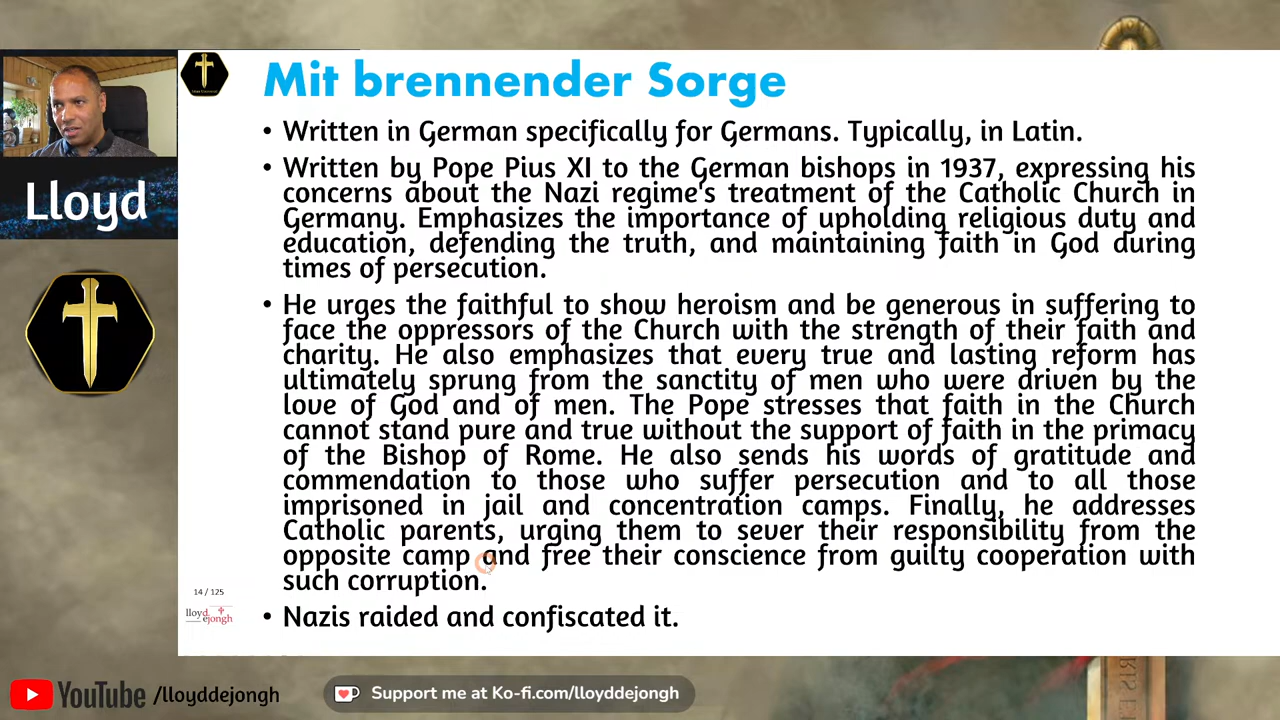 Mit brennender Sorge
• Written in German specifically for Germans. Typically, in Latin.
• Written by Pope Pius XI to the German bishops in 1937, expressing his
concerns about the Nazi regime's treatment of the Catholic Church in
Germany. Emphasizes the importance of upholding religious duty and
education, defending the truth, and maintaining faith in God during
times of persecution.
• He urges the faithful to show heroism and be generous in suffering to
face the oppressors of the Church with the strength of their faith and
charity. He also emphasizes that every true and lasting reform has
ultimately sprung from the sanctity of men who were driven by the
love of God and of men. The Pope stresses that faith in the Church
cannot stand pure and true without the support of faith in the primacy
of the Bishop of Rome. He also sends his words of gratitude and
commendation to those who suffer persecution and to all those
imprisoned in jail and concentration camps. Finally, he addresses
Catholic parents, urging them to sever their responsibility from the
opposite camp and free their conscience from guilty cooperation with
such corruption.
• Nazis raided and confiscated it.
Lloyd
14 / 125
lloyd
ejongh
YouTube /lloyddejongh
Support me at Ko-fi.com/lloyddejongh